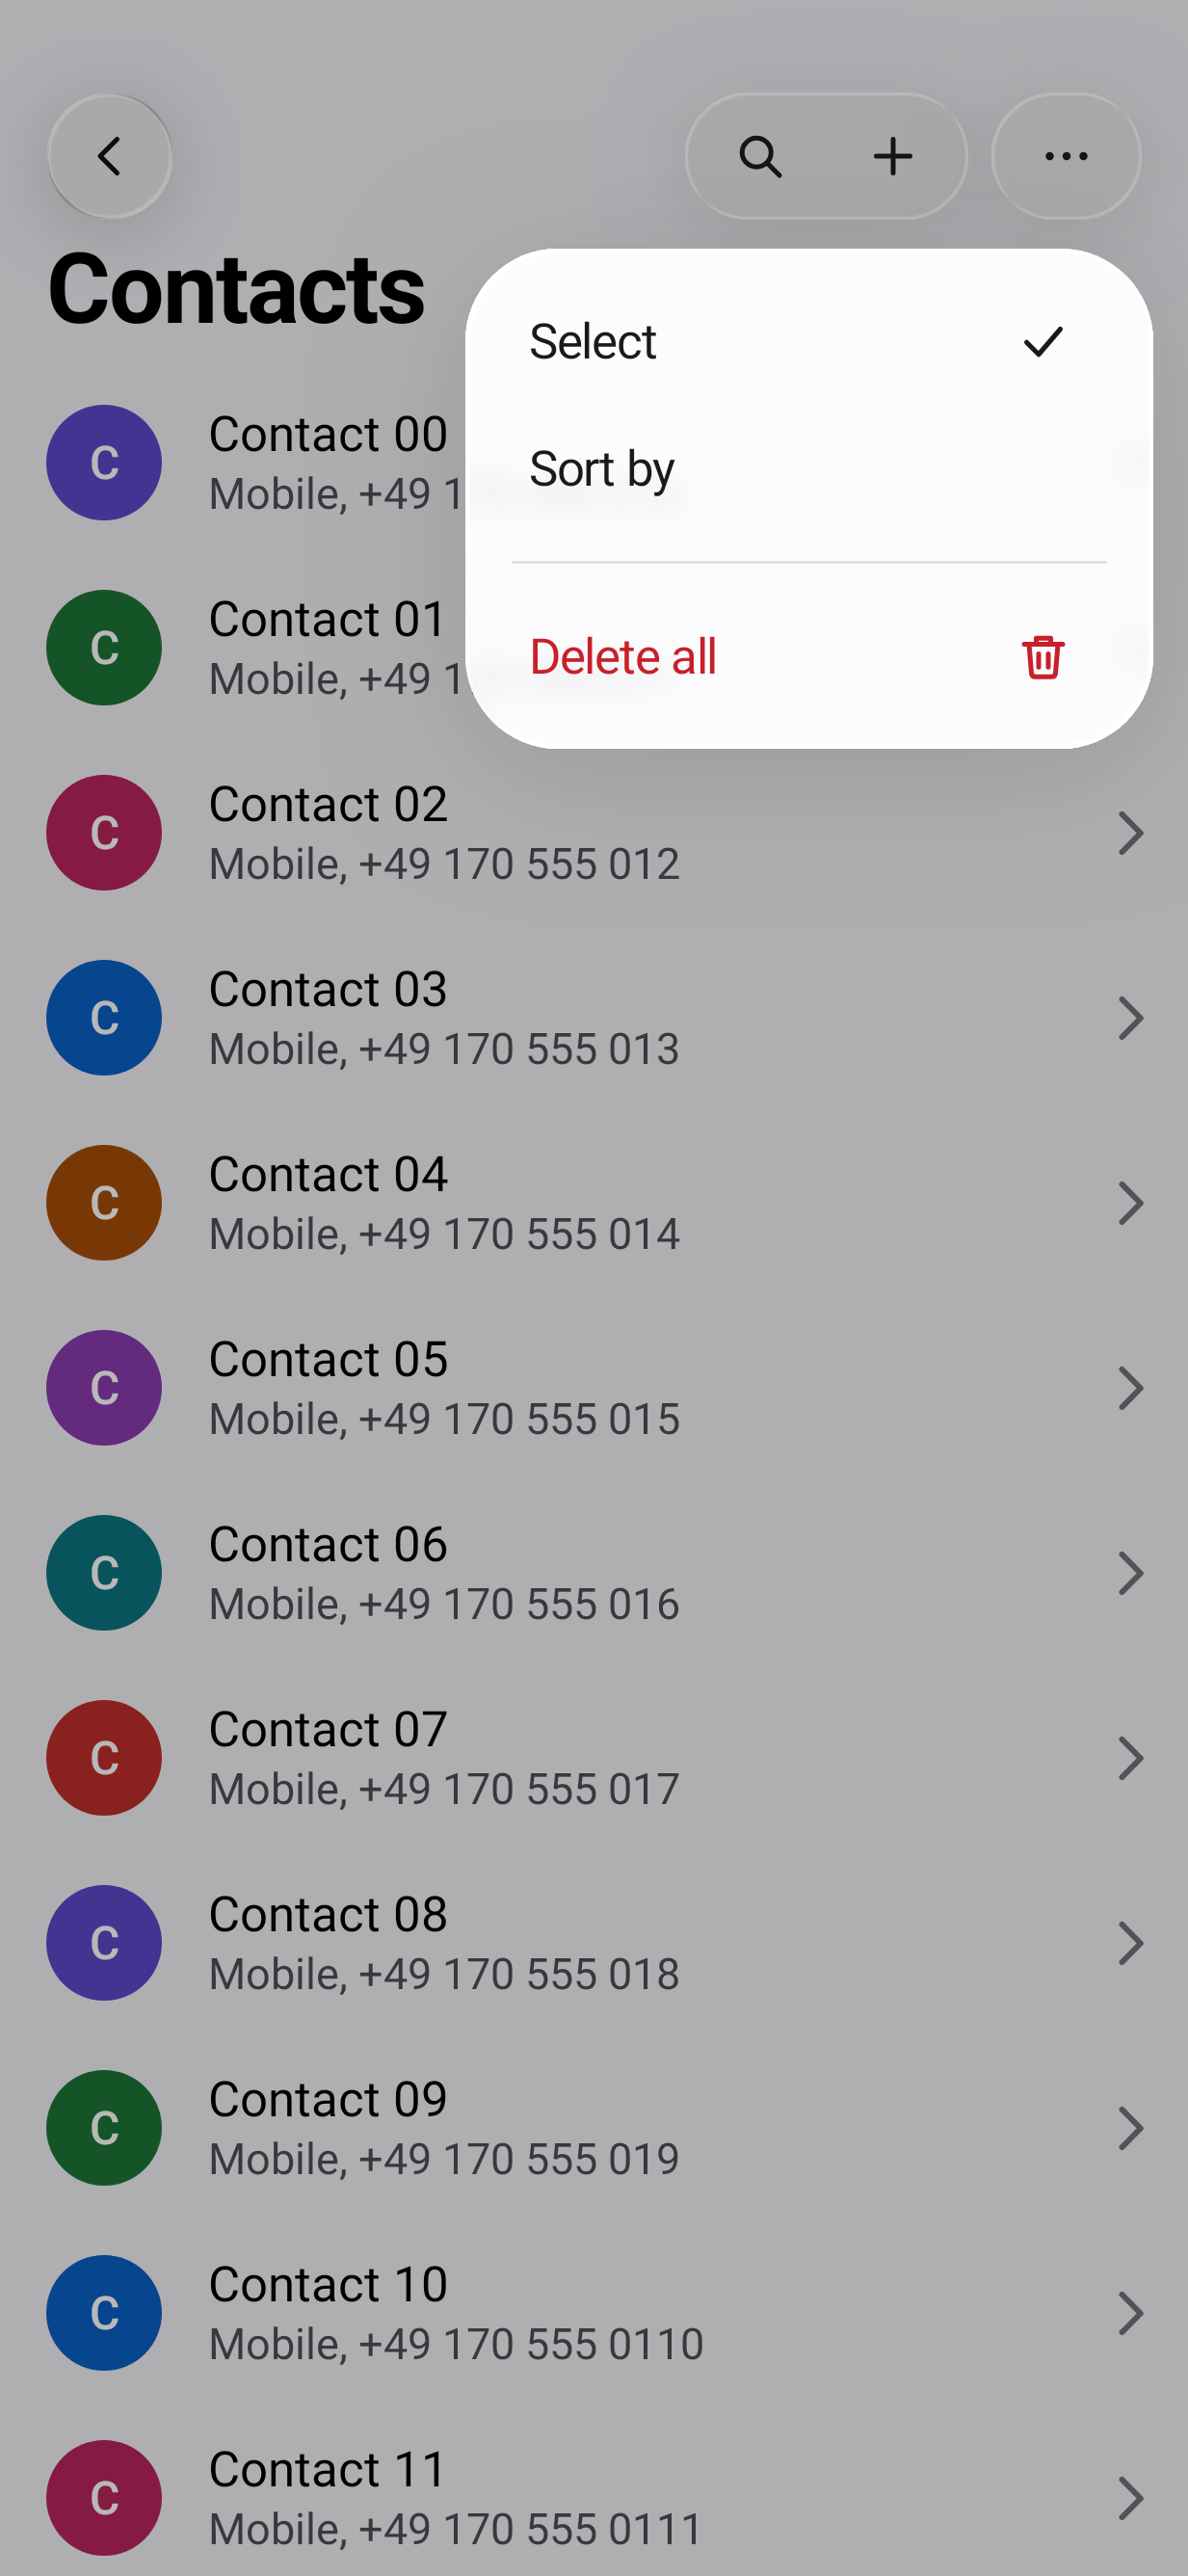 Contacts
Select
Sort by
Delete all
C
Contact 00
Mobile, +49 1
C
Contact 01
Mobile, +49 1
C
Contact 02
Mobile, +49 170 555 012
C
Contact 03
Mobile, +49 170 555 013
C
Contact 04
Mobile, +49 170 555 014
C
Contact 05
Mobile, +49 170 555 015
C
Contact 06
Mobile, +49 170 555 016
C
Contact 07
Mobile, +49 170 555 017
C
Contact 08
Mobile, +49 170 555 018
C
Contact 09
Mobile, +49 170 555 019
C
Contact 10
Mobile, +49 170 555 0110
C
Contact 11
Mobile, +49 170 555 0111